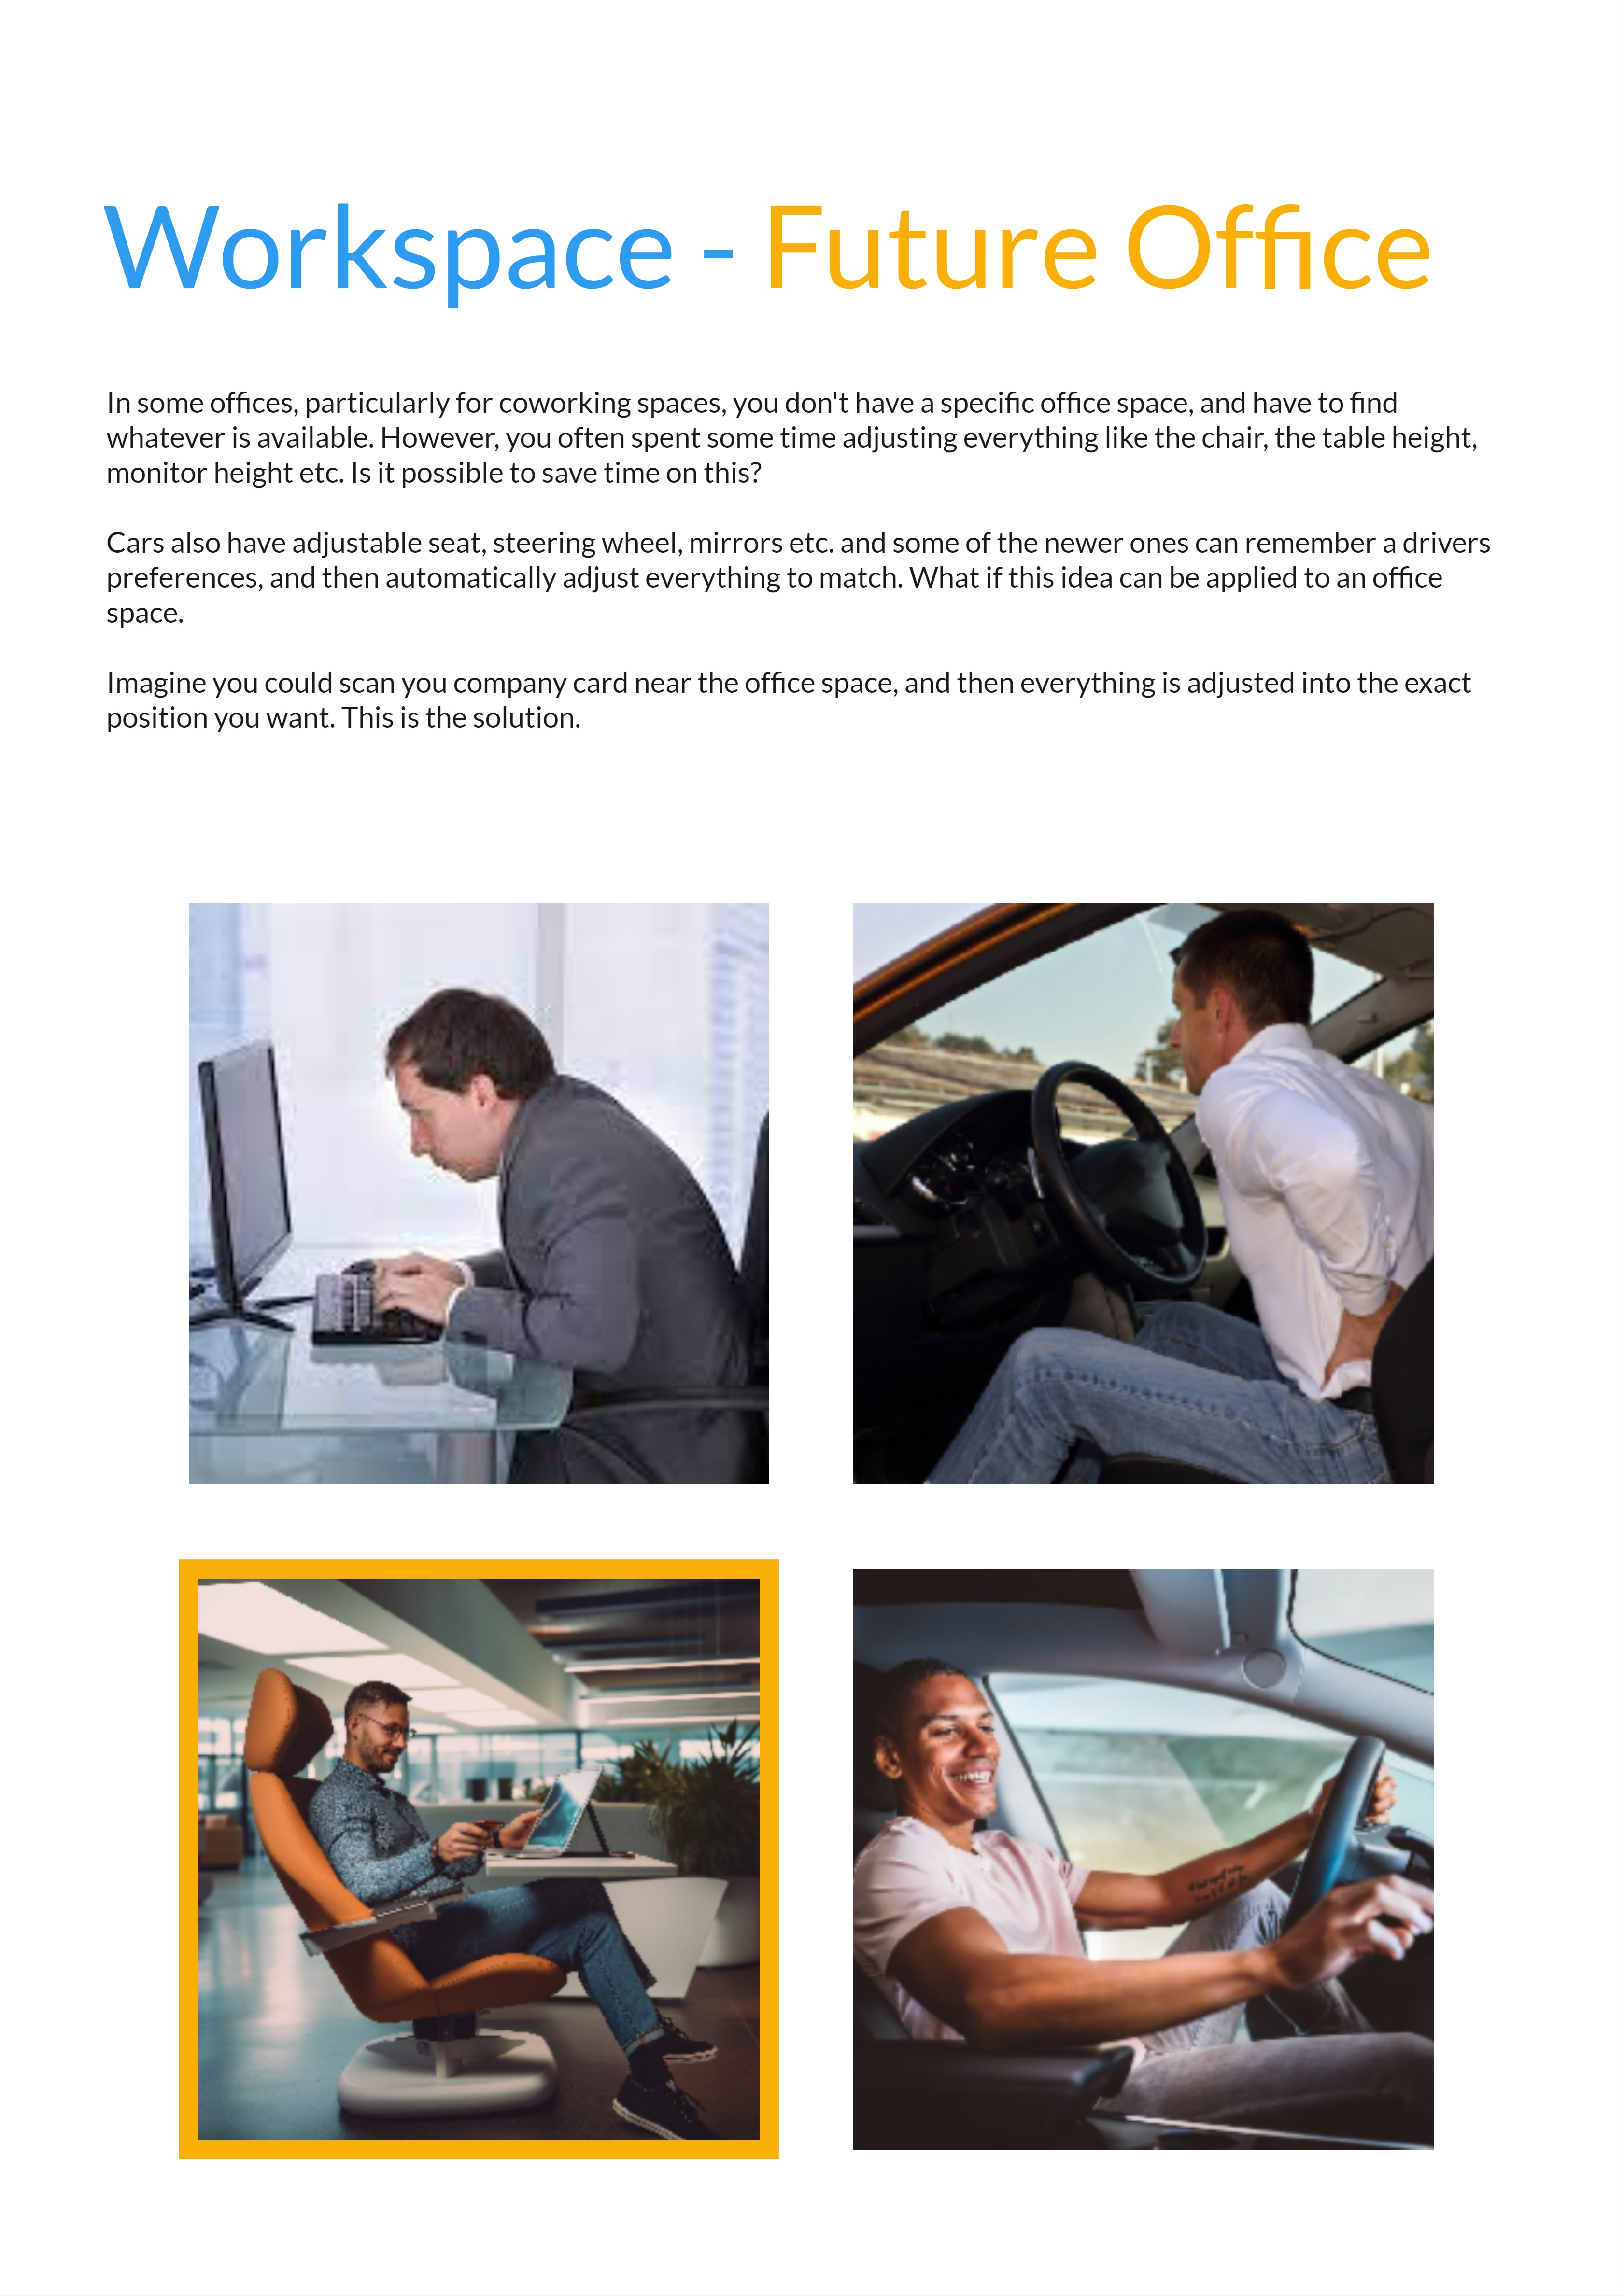 Workspace - Future Office
In some offices, particularly for coworking spaces, you don't have a specific office space, and have to find
whatever is available. However, you often spent some time adjusting everything like the chair, the table height,
monitor height etc. Is it possible to save time on this?
Cars also have adjustable seat, steering wheel, mirrors etc. and some of the newer ones can remember a drivers
preferences, and then automatically adjust everything to match. What if this idea can be applied to an office
space.
Imagine you could scan you company card near the office space, and then everything is adjusted into the exact
position you want. This is the solution.